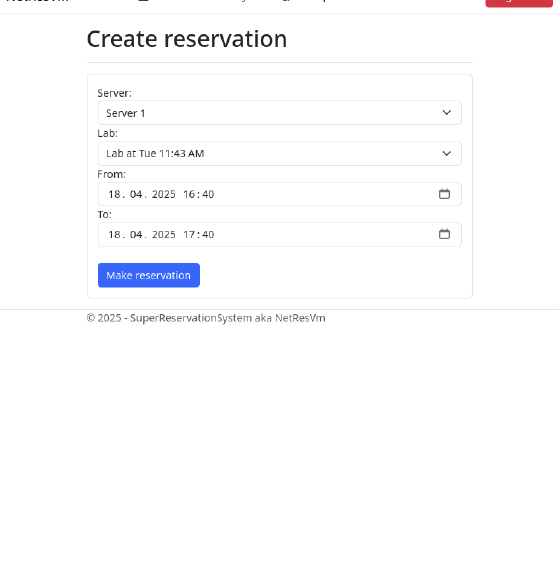 Create reservation
Server:
Server 1
Lab:
Lab at Tue 11:43 AM
From:
18. 04. 2025 16:40
To:
18. 04. 2025 17:40
Make reservation
© 2025 - SuperReservationSystem aka NetResVm